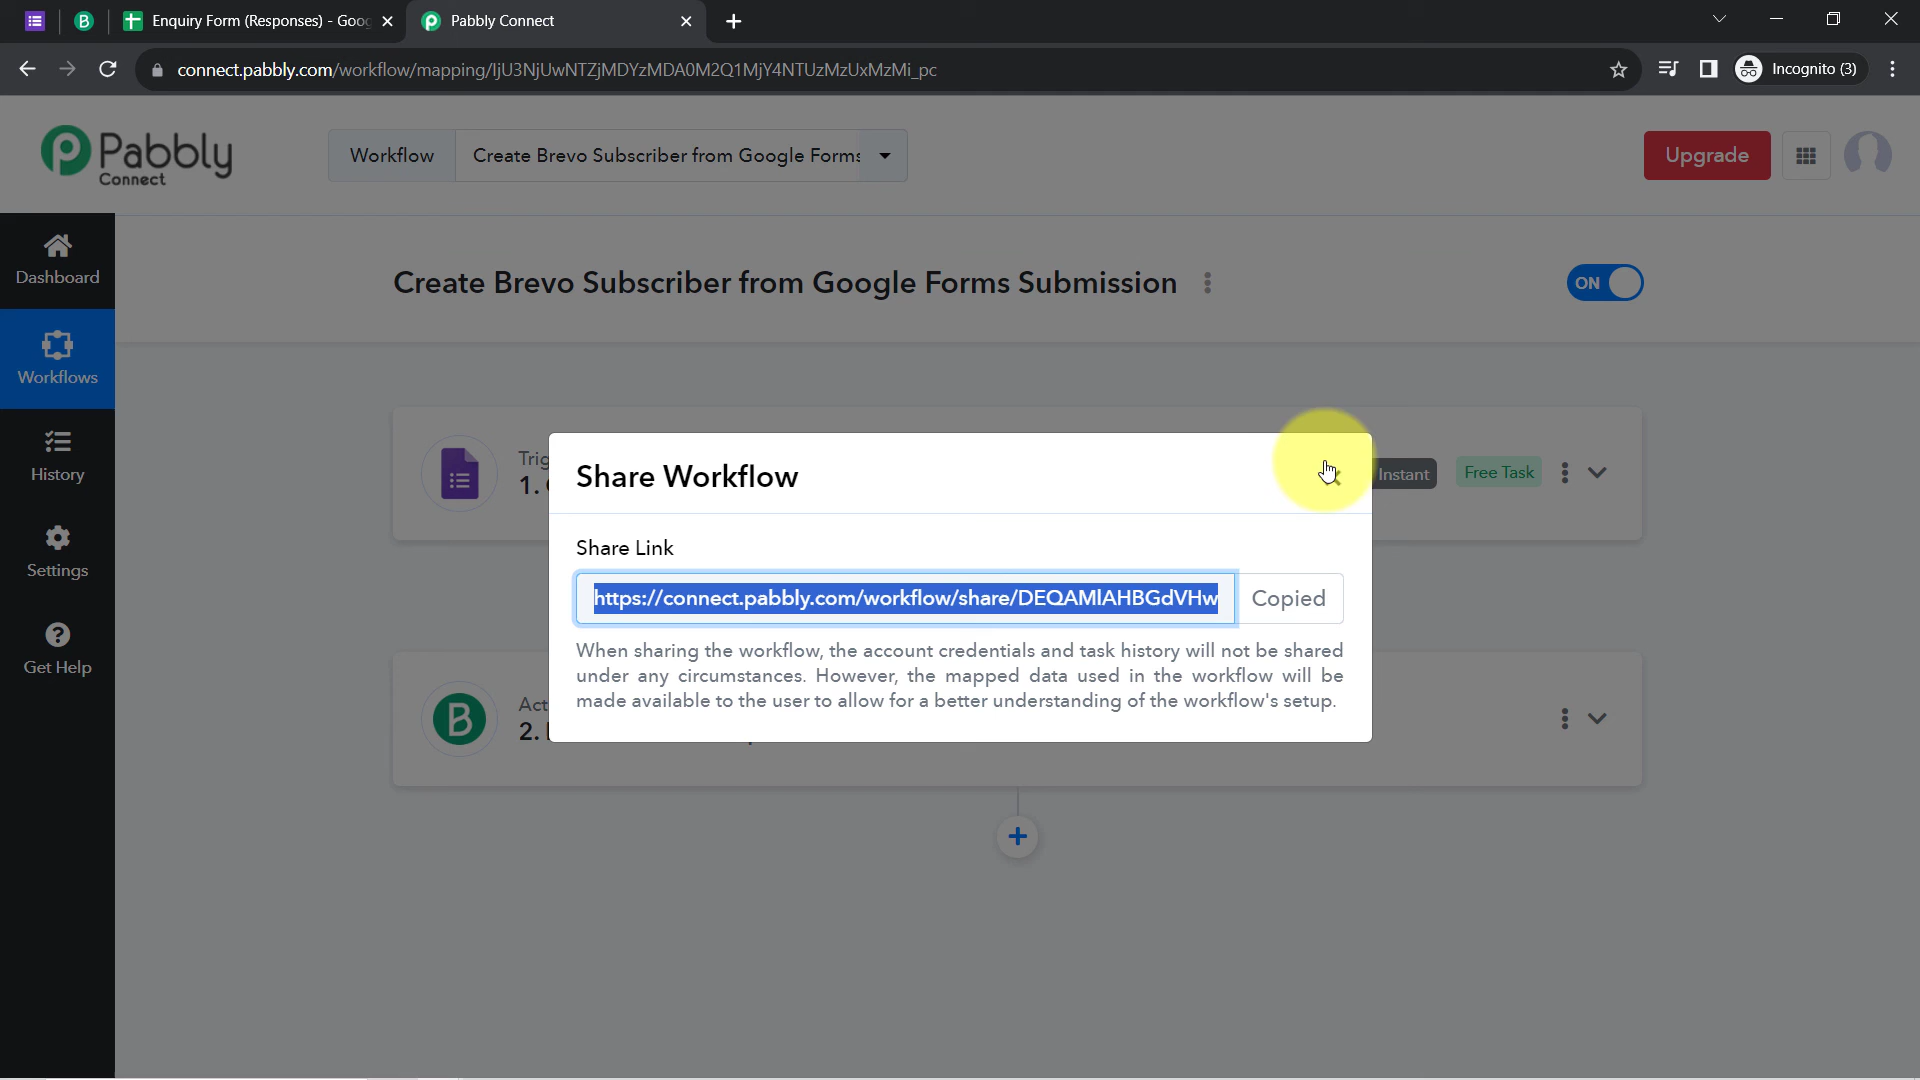 Enquiry Form (Responses) - Goog
Pabbly Connect
connect.pabbly.com/workflow/mapping/IjU3NjUwNTZjMDYzMDA0M2Q1MjY4NTUzMzUxMzMi_pc
Incognito (3)
Pabbly
Connect
Workflow
Create Brevo Subscriber from Google Forms
Upgrade
Dashboard
Workflows
History
Settings
Get Help
Create Brevo Subscriber from Google Forms Submission
ON
Trig
1.
Instant
Free Task
Share Workflow
Share Link
https://connect.pabbly.com/workflow/share/DEQAMlAHBGdVHw
Copied
When sharing the workflow, the account credentials and task history will not be shared
under any circumstances. However, the mapped data used in the workflow will be
made available to the user to allow for a better understanding of the workflow's setup.
B
Act
2.